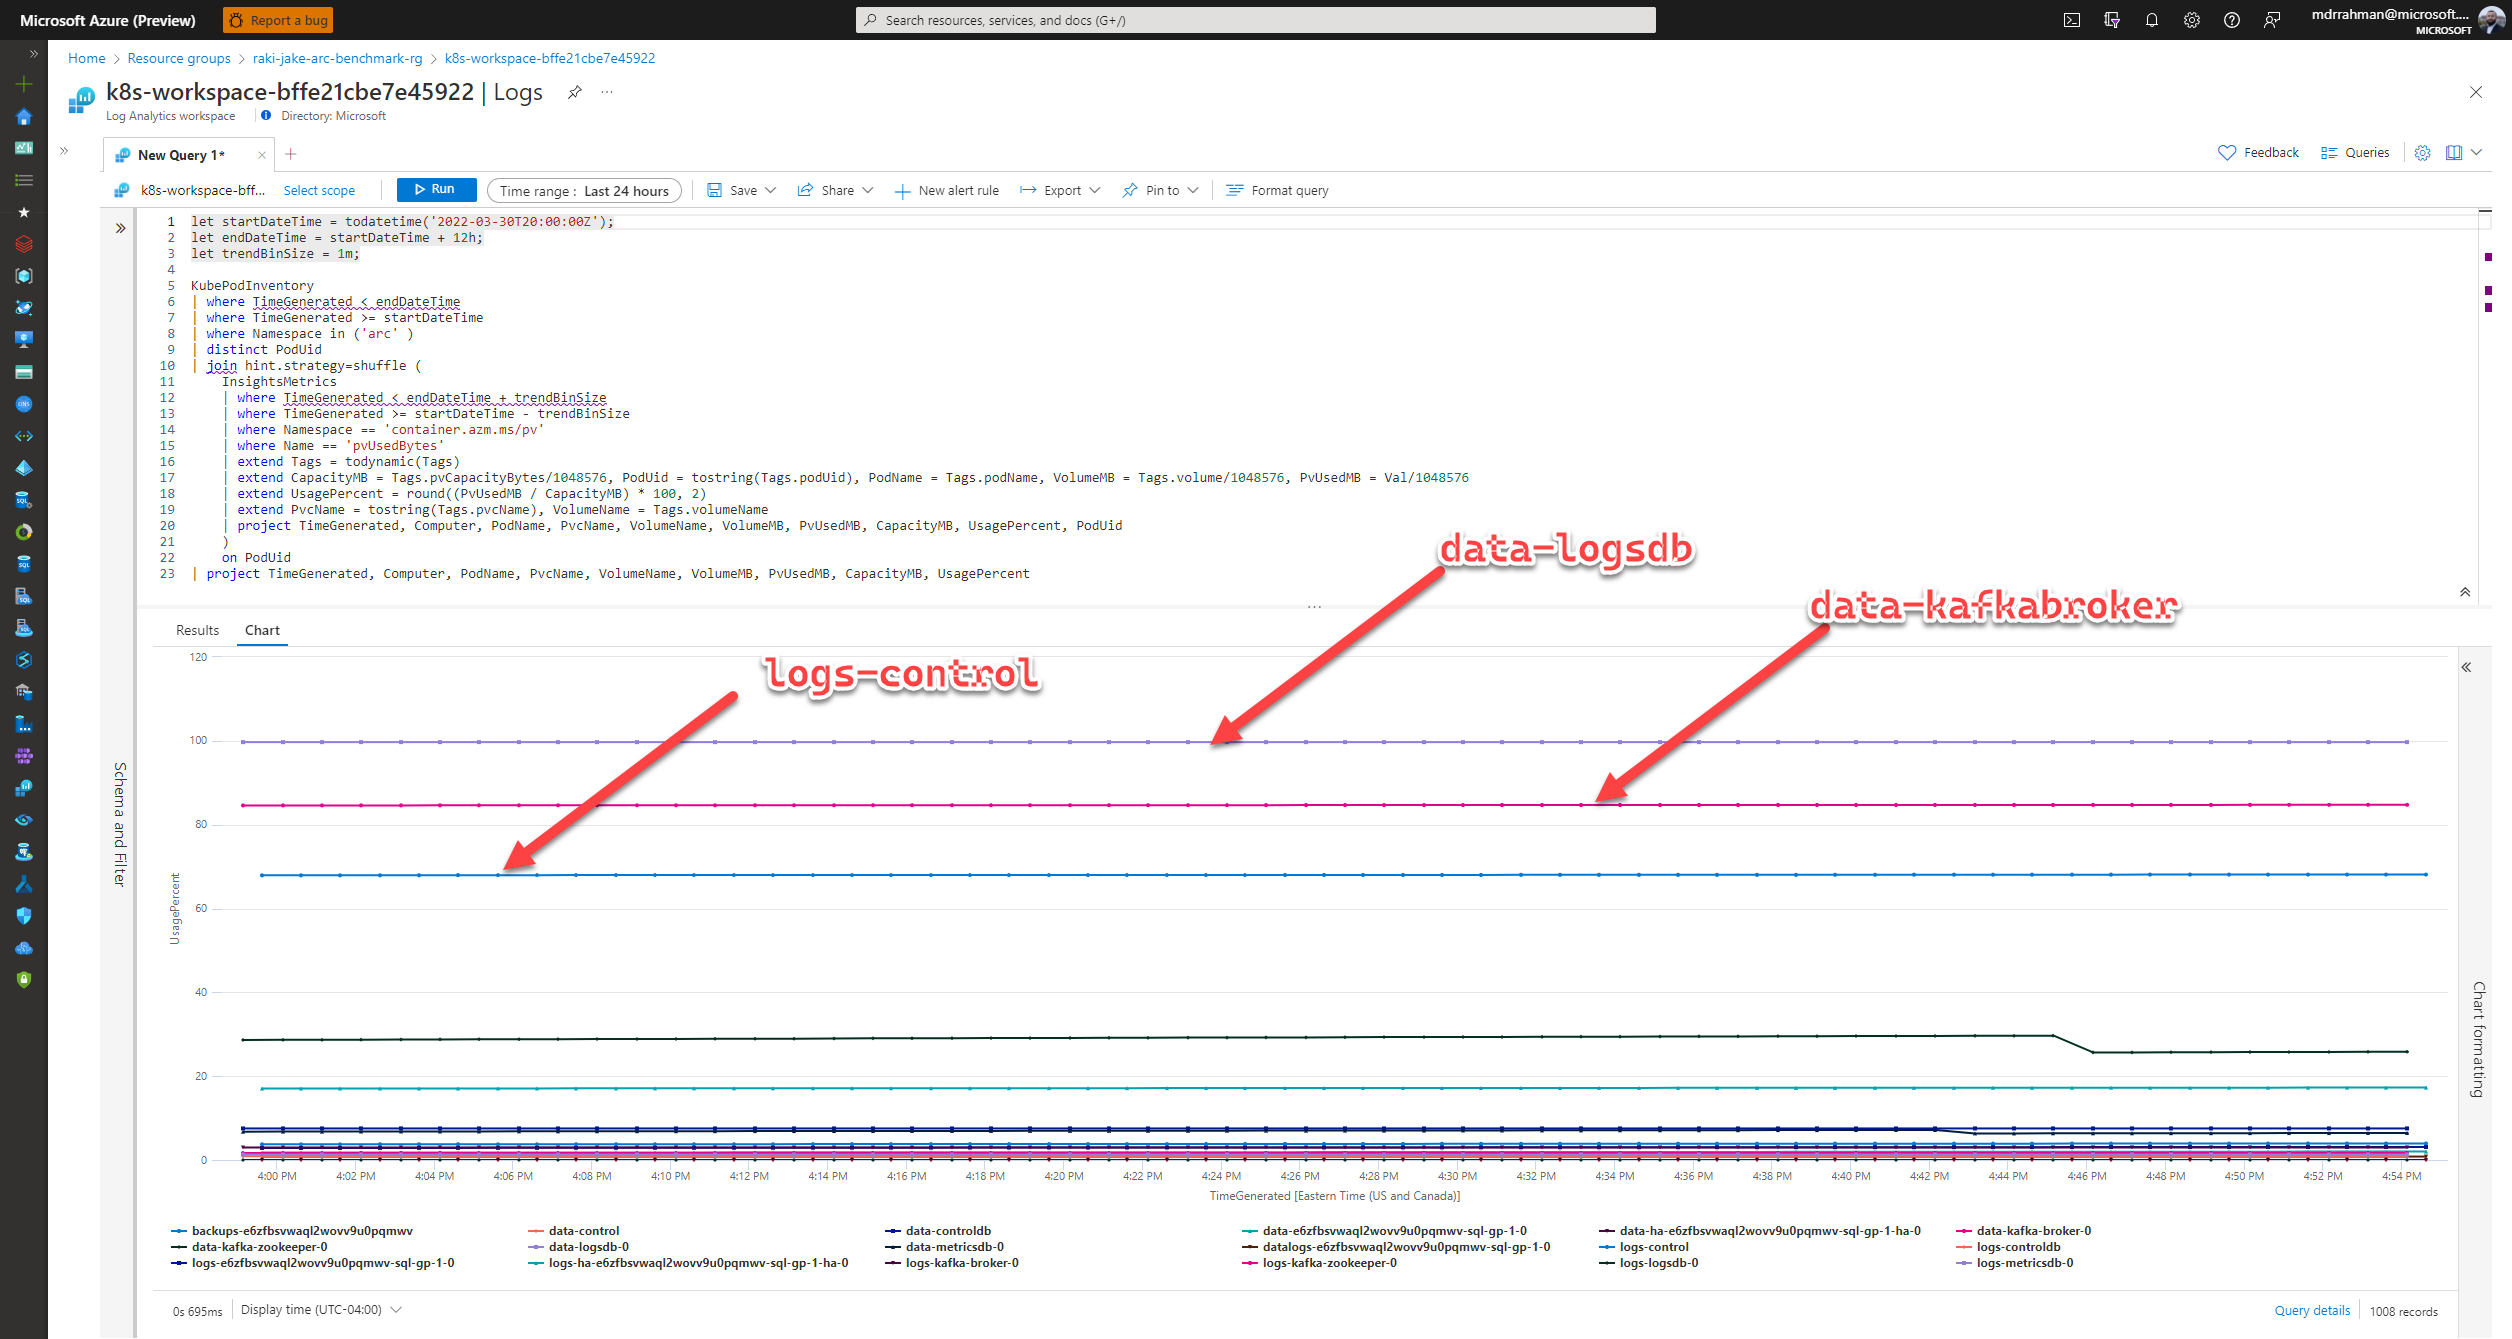 Microsoft Azure (Preview)
Report a bug
Search resources, services, and docs (G+/)
mdrrahman@microsoft....
MICROSOFT
Home > Resource groups > raki-jake-arc-benchmark-rg > k8s-workspace-bffe21cbe7e45922
k8s-workspace-bffe21cbe7e45922 | Logs
Log Analytics workspace
Directory: Microsoft
New Query 1*
Feedback
Queries
k8s-workspace-bff...
Select scope
Run
Time range : Last 24 hours
Save
Share
New alert rule
Export
Pin to
Format query
1 let startDateTime = todatetime('2022-03-30T20:00:00Z');
2 let endDateTime = startDateTime + 12h;
3 let trendBinSize = 1m;
4
5 KubePodInventory
6 | where TimeGenerated < endDateTime
7 | where TimeGenerated >= startDateTime
8 | where Namespace in ('arc' )
9 | distinct PodUid
10 | join hint.strategy=shuffle (
11 InsightsMetrics
12 | where TimeGenerated < endDateTime + trendBinSize
13 | where TimeGenerated >= startDateTime - trendBinSize
14 | where Namespace == 'container.azm.ms/pv'
15 | where Name == 'pvUsedBytes'
16 | extend Tags = todynamic(Tags)
17 | extend CapacityMB = Tags.pvCapacityBytes/1048576, PodUid = tostring(Tags.podUid), PodName = Tags.podName, VolumeMB = Tags.volume/1048576, PvUsedMB = Val/1048576
18 | extend UsagePercent = round((PvUsedMB / CapacityMB) * 100, 2)
19 | extend PvcName = tostring(Tags.pvcName), VolumeName = Tags.volumeName
20 | project TimeGenerated, Computer, PodName, PvcName, VolumeName, VolumeMB, PvUsedMB, CapacityMB, UsagePercent, PodUid
21 )
22 on PodUid
23 | project TimeGenerated, Computer, PodName, PvcName, VolumeName, VolumeMB, PvUsedMB, CapacityMB, UsagePercent
data-logsdb
data-kafkabroker
logs-control
Schema and Filter
Results
Chart
Chart formatting
UsagePercent
120
100
80
60
40
20
0
4:00 PM 4:02 PM 4:04 PM 4:06 PM 4:08 PM 4:10 PM 4:12 PM 4:14 PM 4:16 PM 4:18 PM 4:20 PM 4:22 PM 4:24 PM 4:26 PM 4:28 PM 4:30 PM 4:32 PM 4:34 PM 4:36 PM 4:38 PM 4:40 PM 4:42 PM 4:44 PM 4:46 PM 4:48 PM 4:50 PM 4:52 PM 4:54 PM
TimeGenerated [Eastern Time (US and Canada)]
backups-e6zfbsvwaql2wovv9u0pqmwv data-control data-controldb data-e6zfbsvwaql2wovv9u0pqmwv-sql-gp-1-0 data-ha-e6zfbsvwaql2wovv9u0pqmwv-sql-gp-1-ha-0 data-kafka-broker-0
data-kafka-zookeeper-0 data-logsdb-0 data-metricsdb-0 datalogs-e6zfbsvwaql2wovv9u0pqmwv-sql-gp-1-0 logs-control logs-controldb
logs-e6zfbsvwaql2wovv9u0pqmwv-sql-gp-1-0 logs-ha-e6zfbsvwaql2wovv9u0pqmwv-sql-gp-1-ha-0 logs-kafka-broker-0 logs-kafka-zookeeper-0 logs-logsdb-0 logs-metricsdb-0
0s 695ms
Display time (UTC-04:00)
Query details
1008 records